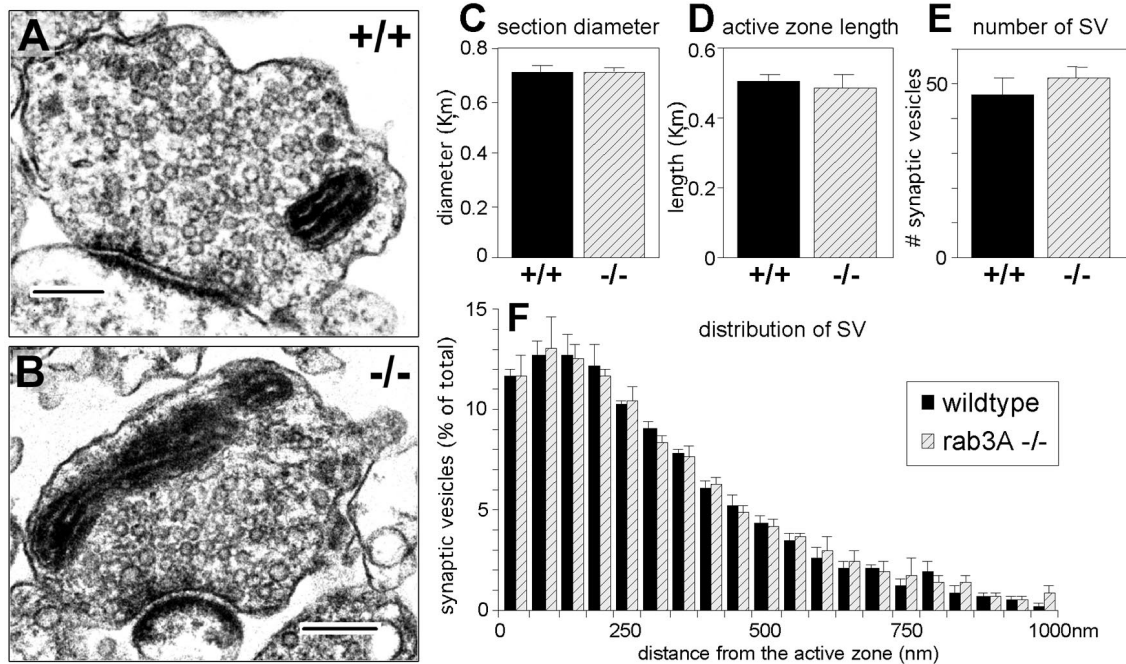 A
+/+
B
-/-
C
section diameter
diameter (K,m)
0.8
0.6
0.4
0.2
0
+/+
-/-
D
active zone length
length (K,m)
0.6
0.4
0.2
0
+/+
-/-
E
number of SV
# synaptic vesicles
50
0
+/+
-/-
F
distribution of SV
synaptic vesicles (% of total)
15
10
5
0
wildtype
rab3A -/-
0
250
500
750
1000nm
distance from the active zone (nm)